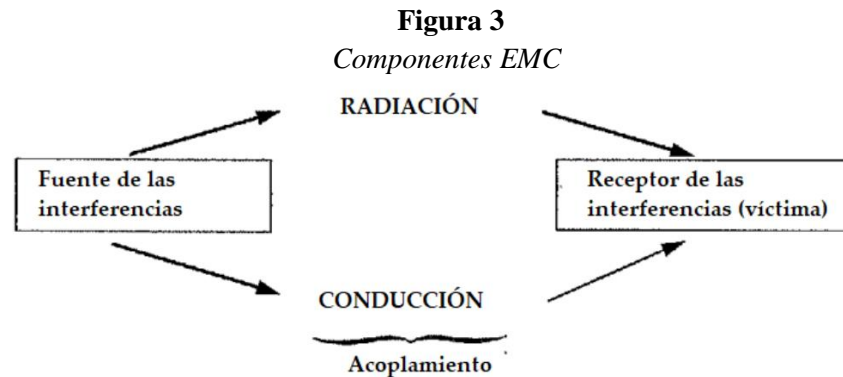 Figura 3
Componentes EMC
RADIACIÓN
Fuente de las
interferencias
Receptor de las
interferencias (víctima)
CONDUCCIÓN
Acoplamiento